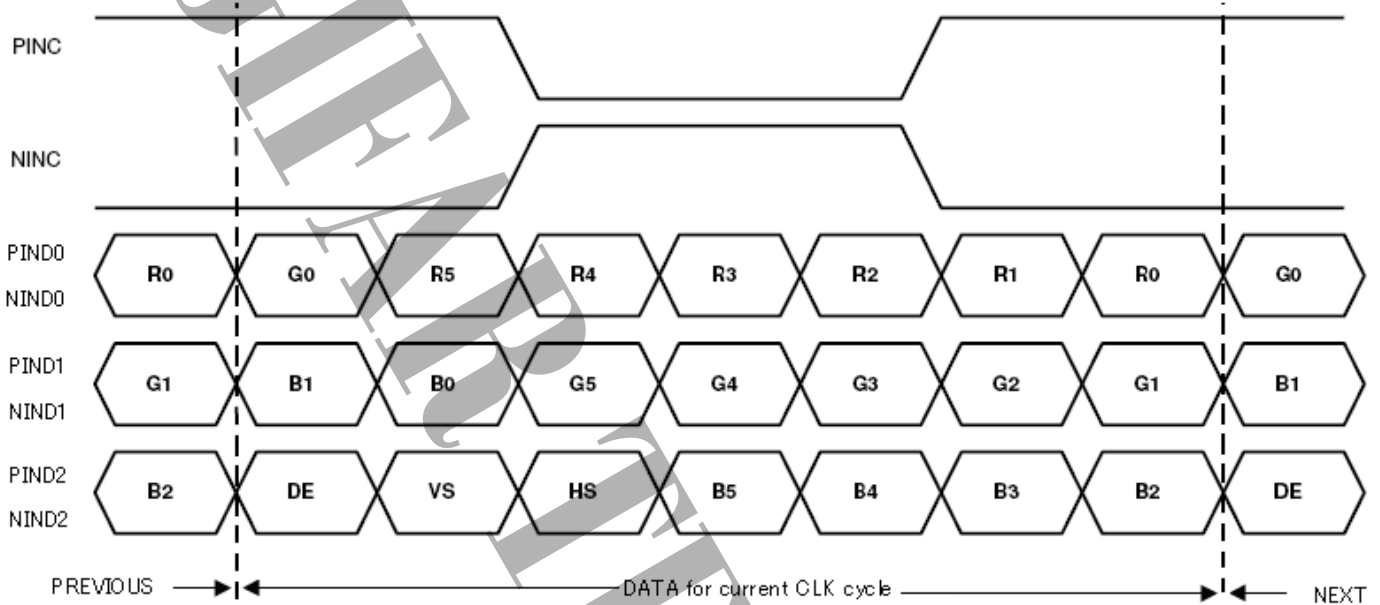 PINC
NINC
PIND0
NIND0
R0 G0 R5 R4 R3 R2 R1 R0 G0
PIND1
NIND1
G1 B1 B0 G5 G4 G3 G2 G1 B1
PIND2
NIND2
B2 DE VS HS B5 B4 B3 B2 DE
PREVIOUS DATA for current CLK cycle NEXT